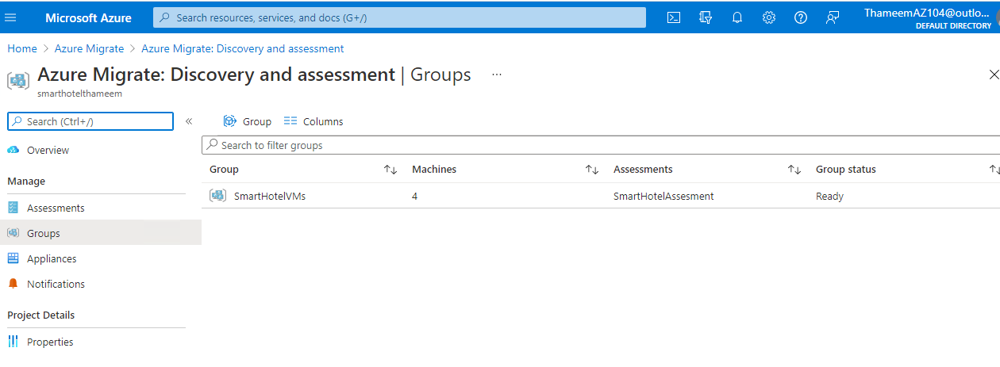 Microsoft Azure
Search resources, services, and docs (G+/)
ThameemAZ104@outlo...
DEFAULT DIRECTORY
Home > Azure Migrate > Azure Migrate: Discovery and assessment
Azure Migrate: Discovery and assessment | Groups ...
smarthotelthameem
Search (Ctrl+/)
Overview
Manage
Assessments
Groups
Appliances
Notifications
Project Details
Properties
Group Columns
Search to filter groups
Group Machines Assessments Group status
SmartHotelVMs 4 SmartHotelAssesment Ready